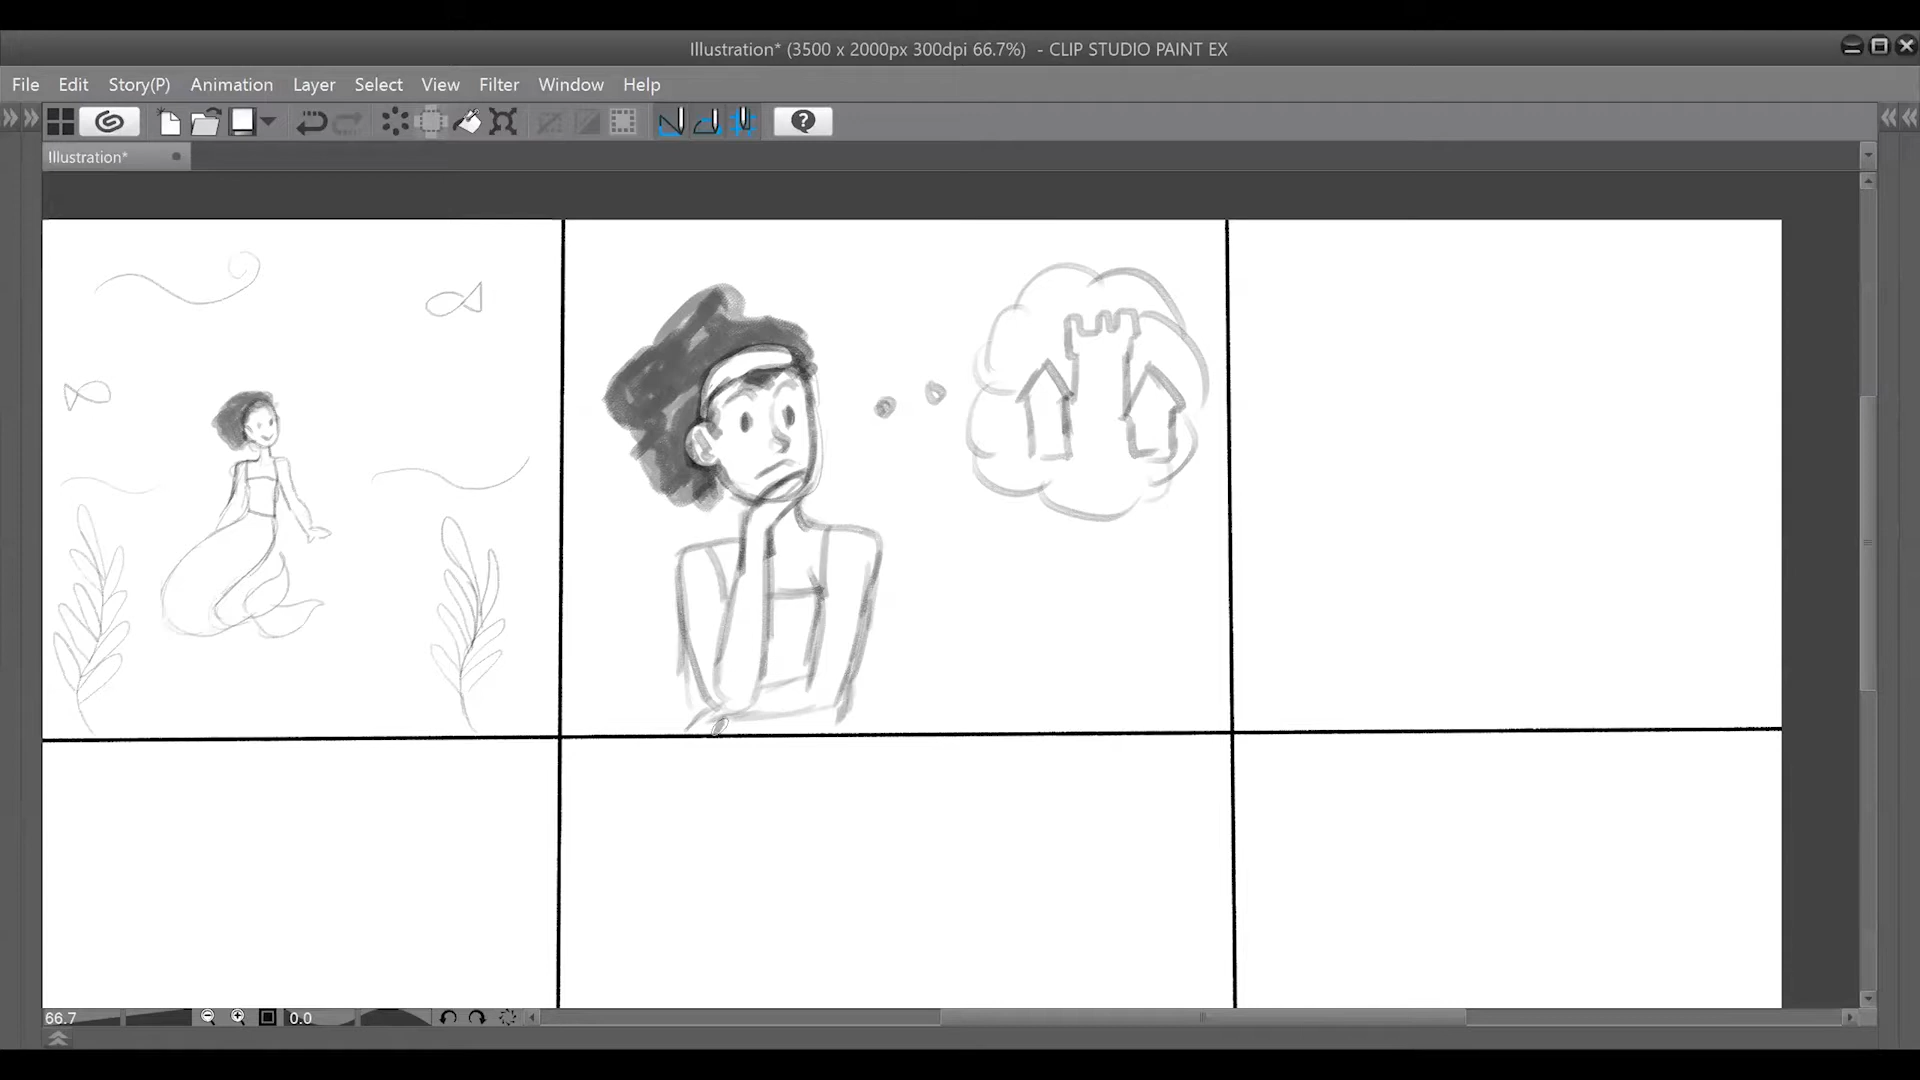 Illustration* (3500 x 2000px 300dpi 66.7%) - CLIP STUDIO PAINT EX
File Edit Story(P) Animation Layer Select View Filter Window Help
?
Illustration*
66.7 0.0